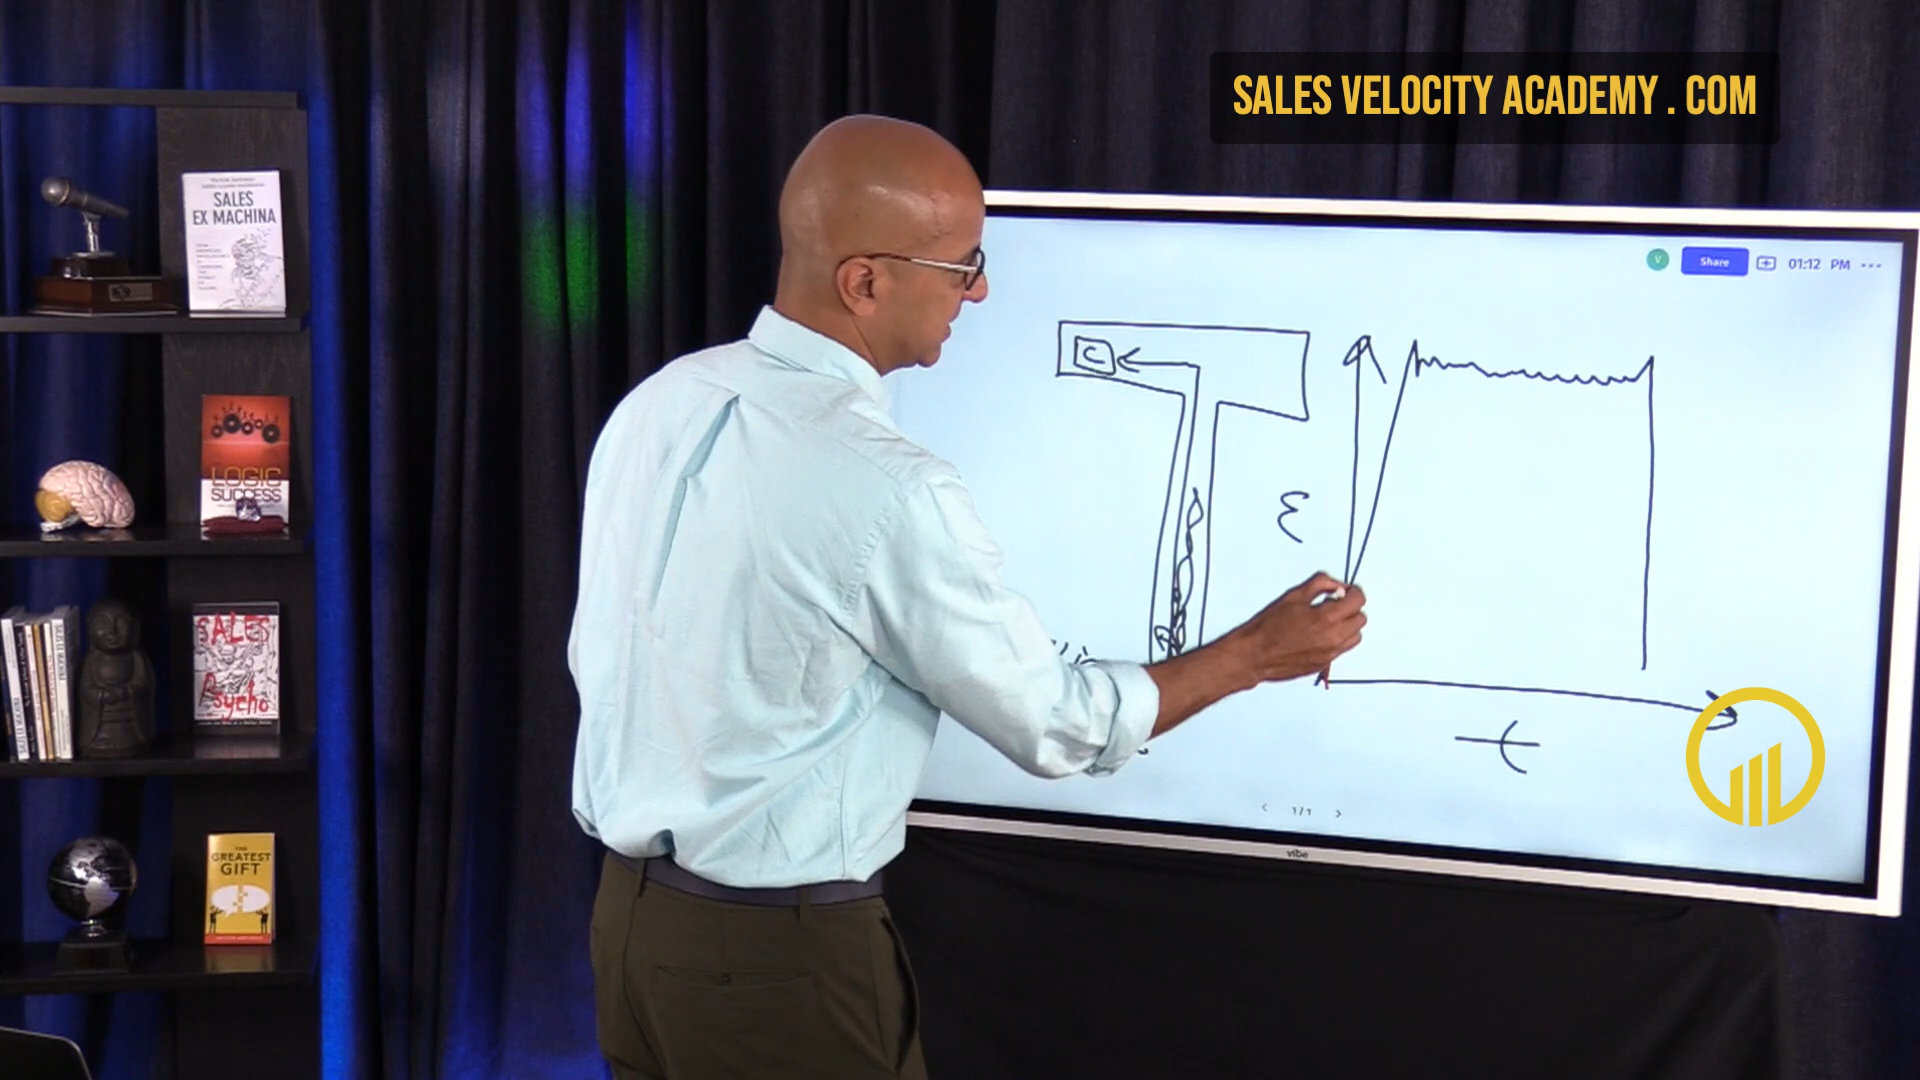 SALES VELOCITY ACADEMY . COM
SALES
EX MACHINA
V
Share
01:12 PM
C
LOGIC
SUCCESS
SALES
Psycho
ε
t
THE
GREATEST
GIFT
< 1/1 >
vibe